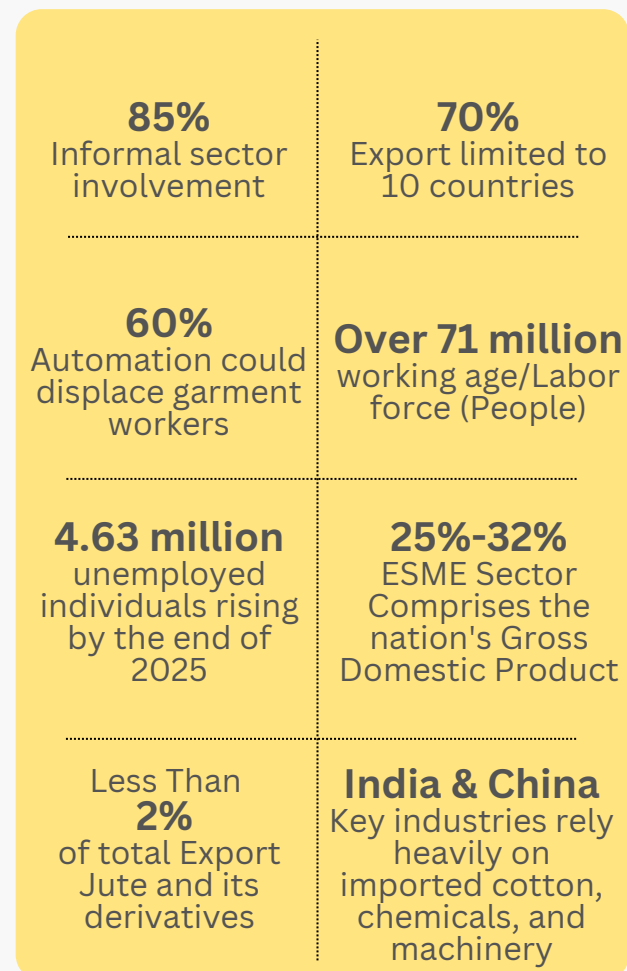 85%
Informal sector
involvement
70%
Export limited to
10 countries
60%
Automation could
displace garment
workers
Over 71 million
working age/Labor
force (People)
4.63 million
unemployed
individuals rising
by the end of
2025
25%-32%
ESME Sector
Comprises the
nation's Gross
Domestic Product
Less Than
2%
of total Export
Jute and its
derivatives
India & China
Key industries rely
heavily on
imported cotton,
chemicals, and
machinery